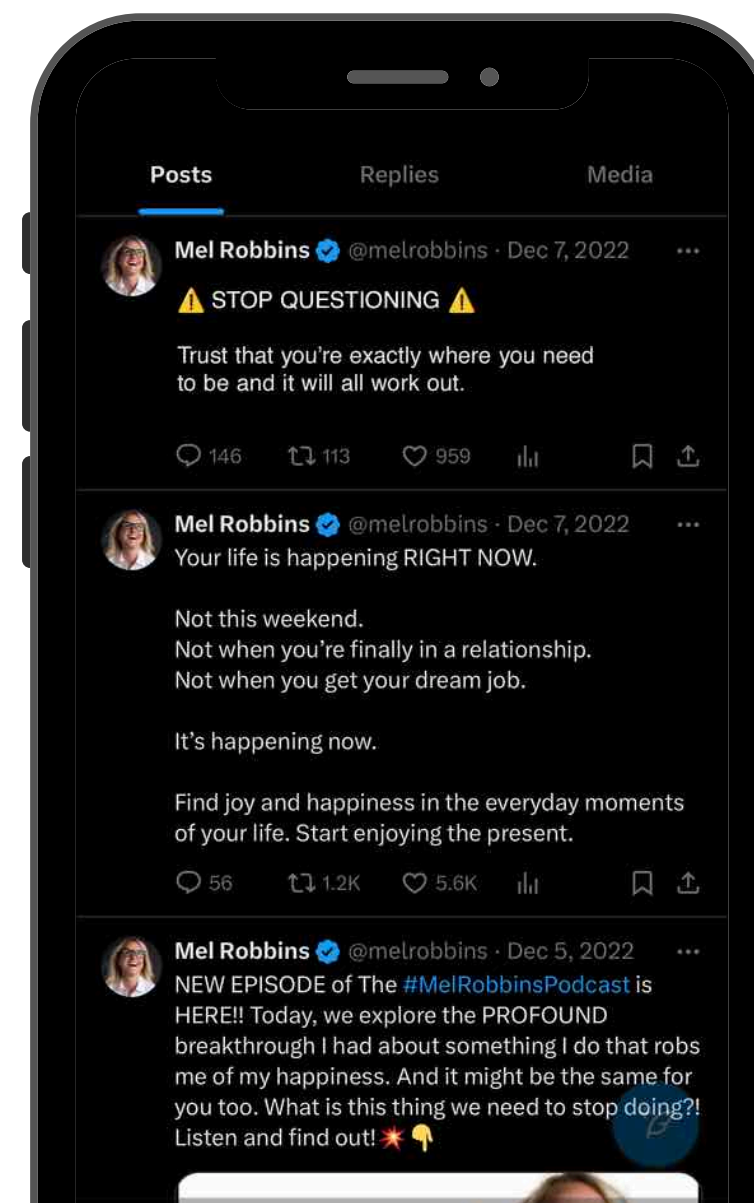 Posts Replies Media
Mel Robbins @melrobbins · Dec 7, 2022
⚠️ STOP QUESTIONING ⚠️
Trust that you're exactly where you need
to be and it will all work out.
146 113 959
Mel Robbins @melrobbins · Dec 7, 2022
Your life is happening RIGHT NOW.
Not this weekend.
Not when you’re finally in a relationship.
Not when you get your dream job.
It’s happening now.
Find joy and happiness in the everyday moments
of your life. Start enjoying the present.
56 1.2K 5.6K
Mel Robbins @melrobbins · Dec 5, 2022
NEW EPISODE of The #MelRobbinsPodcast is
HERE!! Today, we explore the PROFOUND
breakthrough I had about something I do that robs
me of my happiness. And it might be the same for
you too. What is this thing we need to stop doing?!
Listen and find out! 💥 👇